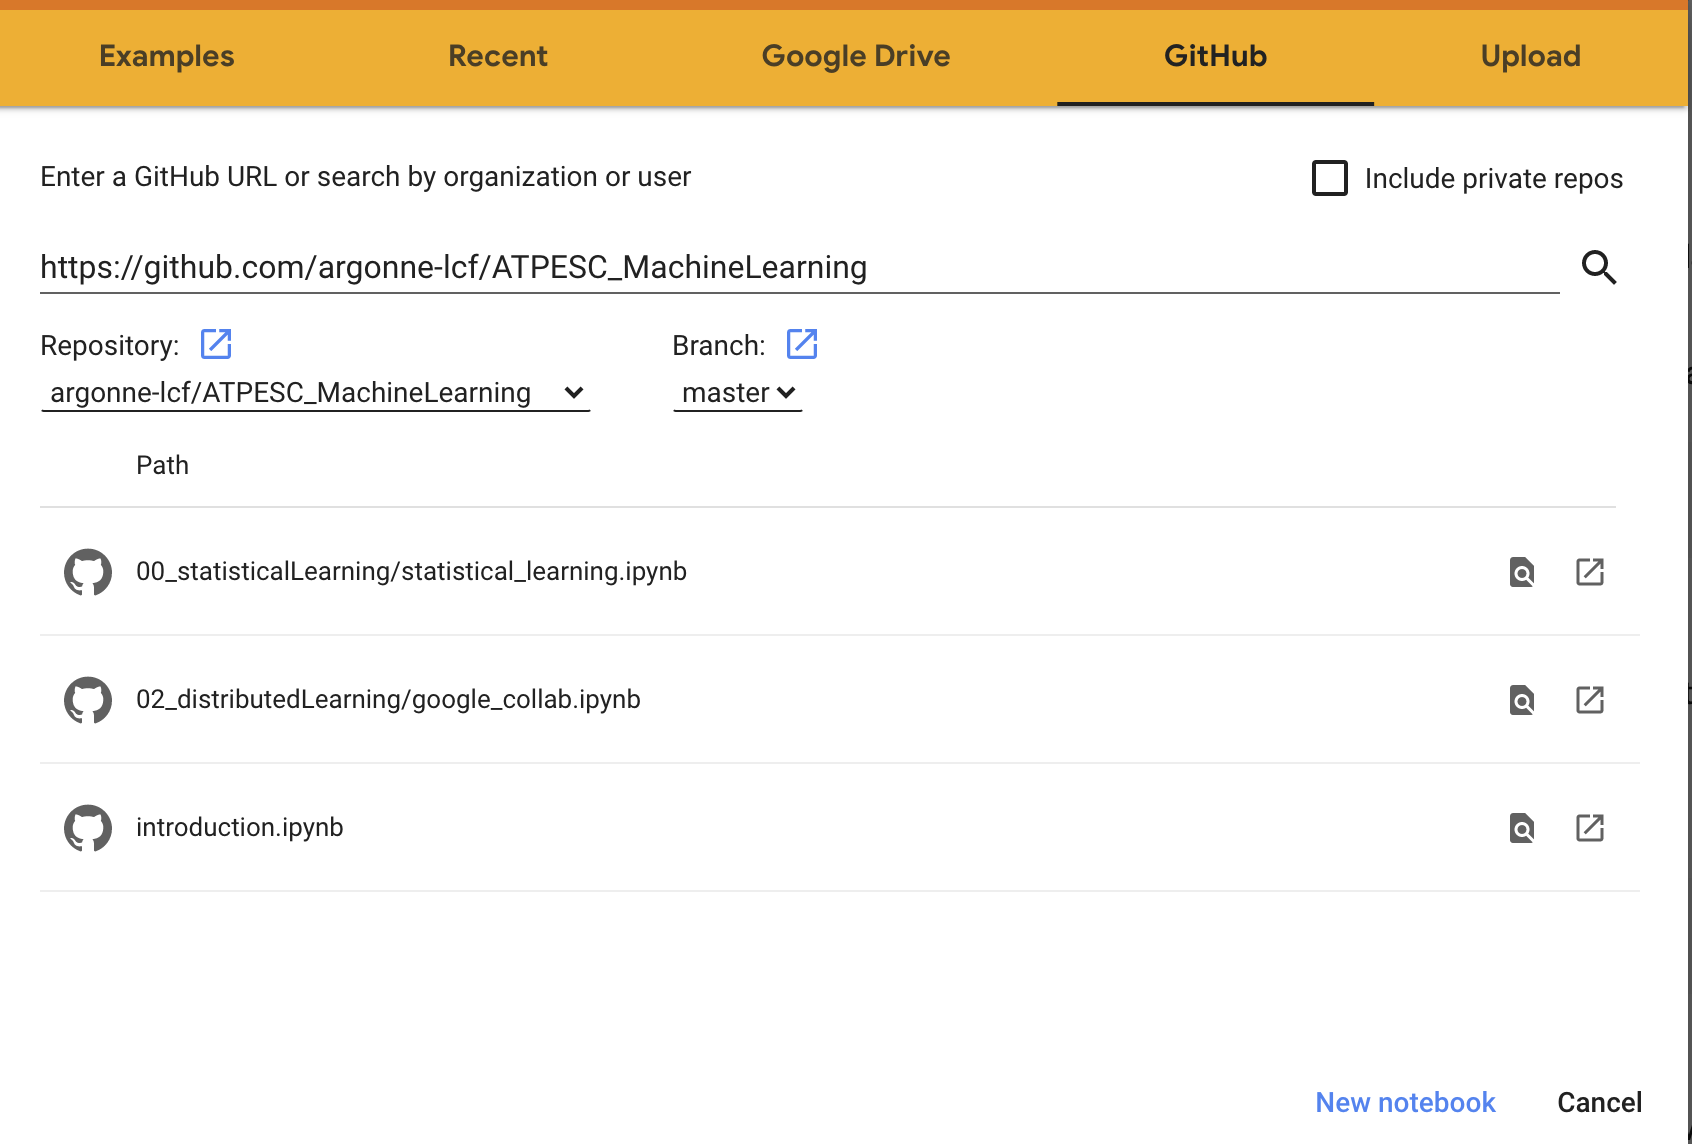 Examples Recent Google Drive GitHub Upload
Enter a GitHub URL or search by organization or user Include private repos
https://github.com/argonne-lcf/ATPESC_MachineLearning
Repository: Branch:
argonne-lcf/ATPESC_MachineLearning master
Path
00_statisticalLearning/statistical_learning.ipynb
02_distributedLearning/google_collab.ipynb
introduction.ipynb
New notebook Cancel